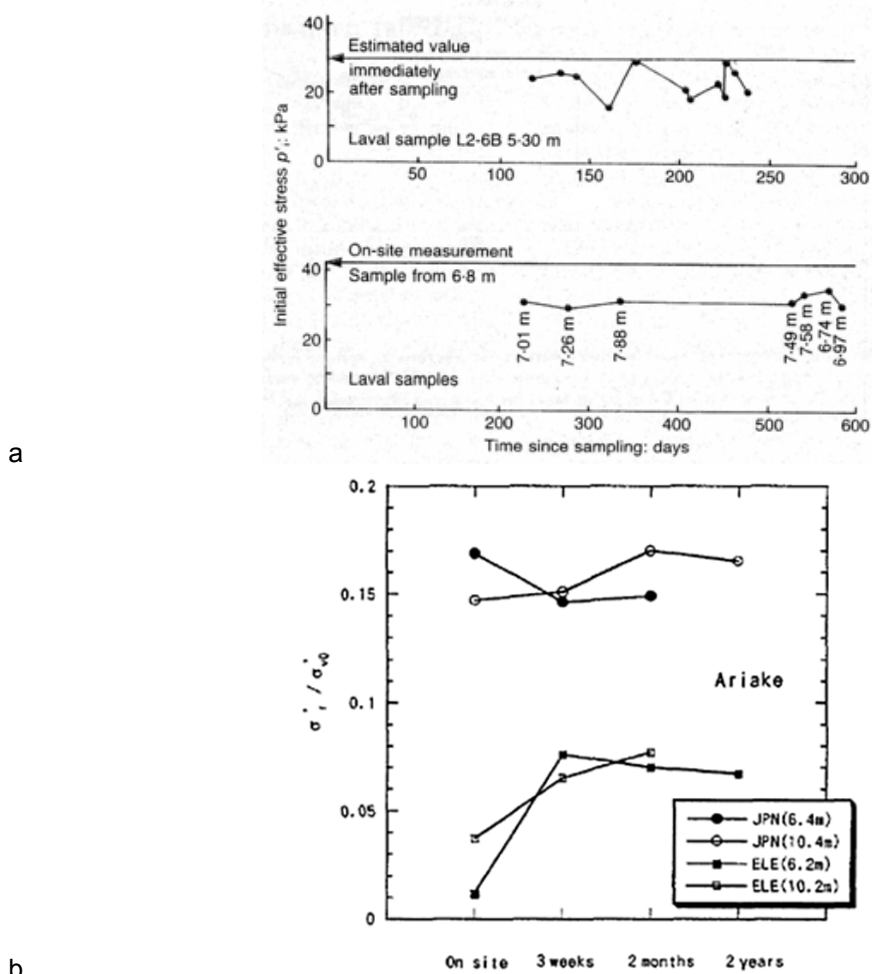 Initial effective stress p'ᵢ: kPa
40
Estimated value
immediately
after sampling
20
Laval sample L2-6B 5·30 m
0
50 100 150 200 250 300
On-site measurement
40
Sample from 6·8 m
20
7·01 m
7·26 m
7·88 m
7·49 m
7·58 m
6·74 m
6·97 m
Laval samples
0
100 200 300 400 500 600
Time since sampling: days
a
0.2
0.15
σ'ᵢ / σ'v0
Ariake
0.1
0.05
JPN(6.4m)
JPN(10.4m)
ELE(6.2m)
ELE(10.2m)
0
On site 3 weeks 2 months 2 years
b